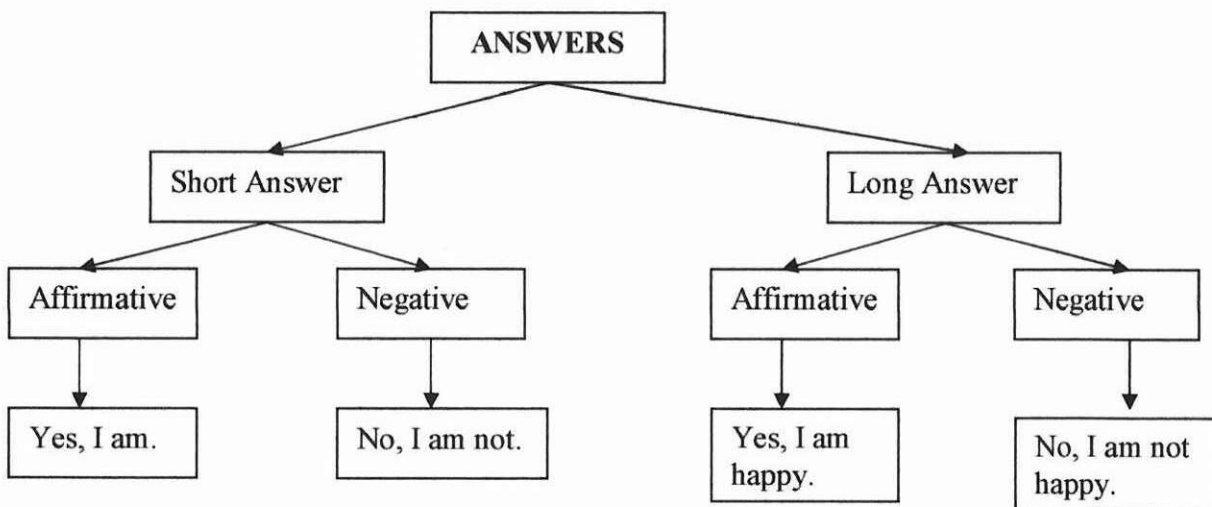 ANSWERS
Short Answer
Long Answer
Affirmative
Negative
Affirmative
Negative
Yes, I am.
No, I am not.
Yes, I am
happy.
No, I am not
happy.